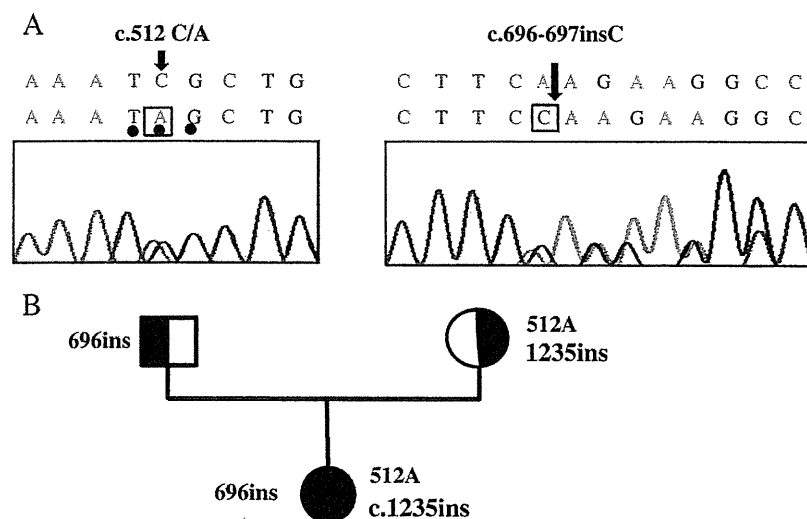 A
c.512 C/A
A A A T C G C T G
A A A T A G C T G
c.696-697insC
C T T C A A G A A G G C C
C T T C C A A G A A G G C
B
696ins
512A
1235ins
696ins
512A
c.1235ins